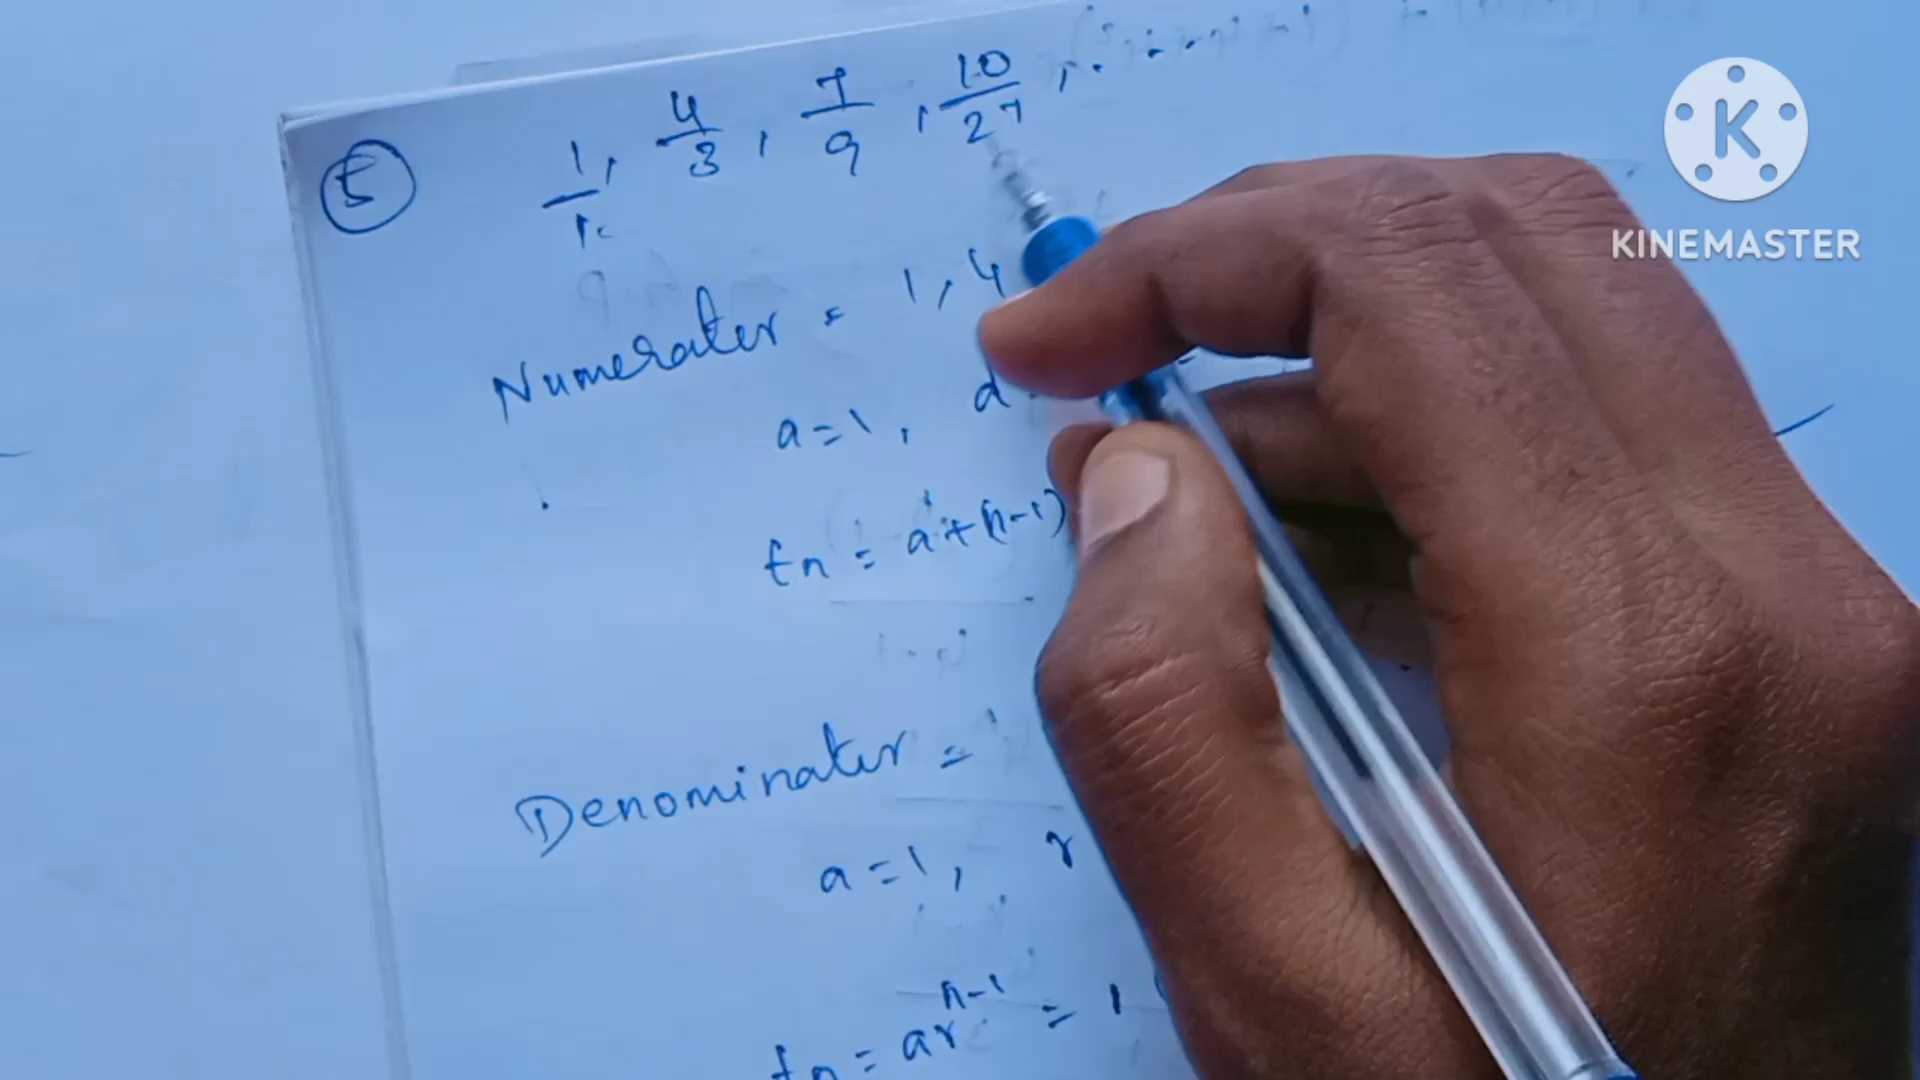 ⑤ 1/1, 4/3, 7/9, 10/27, .....
Numerater = 1, 4
a = 1, d
tn = a + (n-1)
Denominater =
a = 1, r
tn = ar^(n-1) = 1
K
KINEMASTER